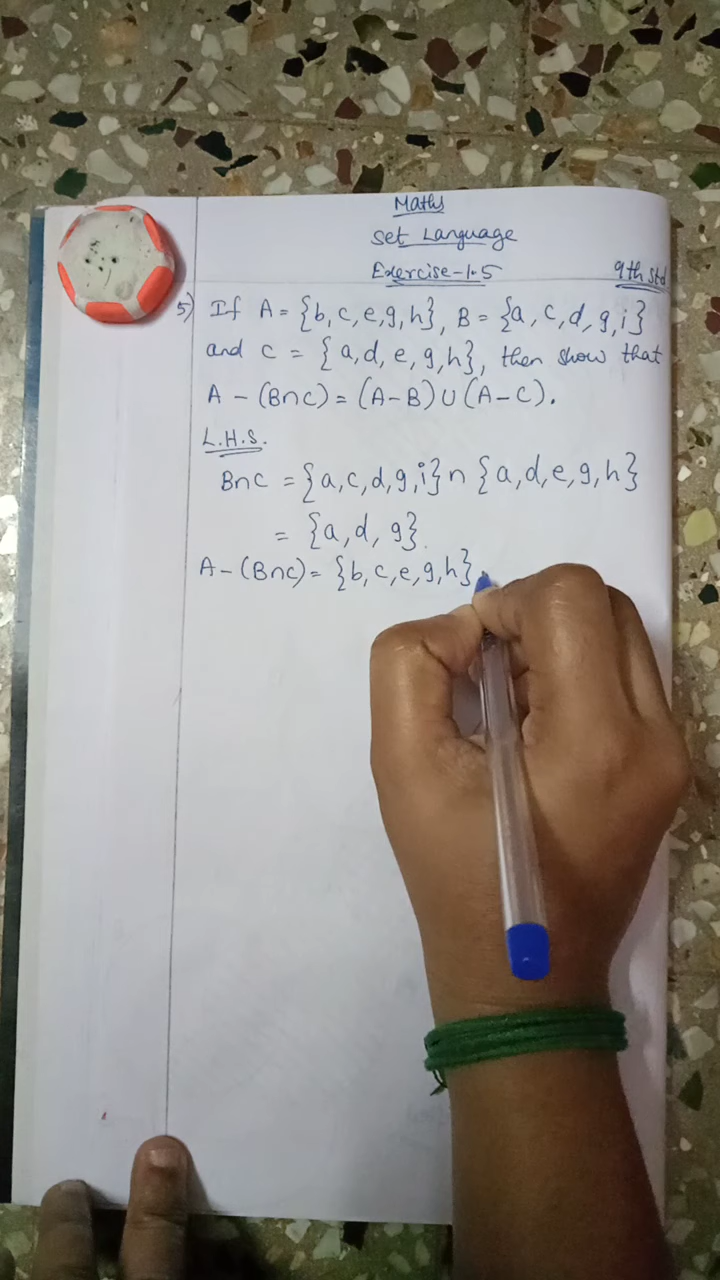 Maths
Set Language
Exercise-1.5
9th std
5) If A = {b,c,e,g,h}, B = {a,c,d,g,i}
and C = {a,d,e,g,h}, then show that
A - (B∩C) = (A-B)∪(A-C).
L.H.S.
B∩C = {a,c,d,g,i}∩{a,d,e,g,h}
= {a,d,g}.
A-(B∩C) = {b,c,e,g,h}